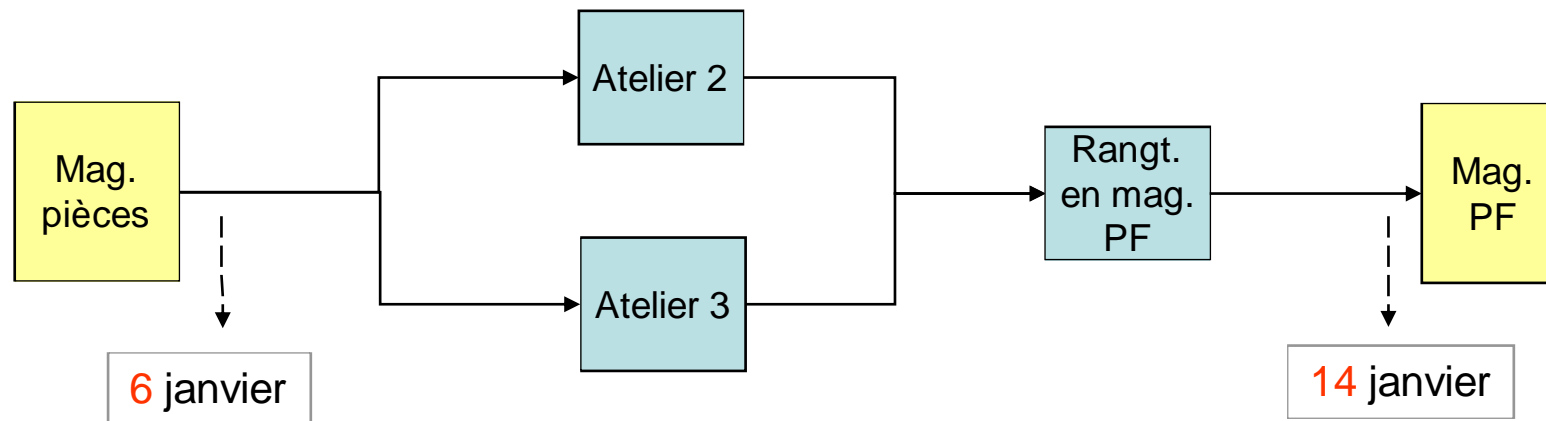 Mag.
pièces
Atelier 2
Atelier 3
Rangt.
en mag.
PF
Mag.
PF
6 janvier
14 janvier